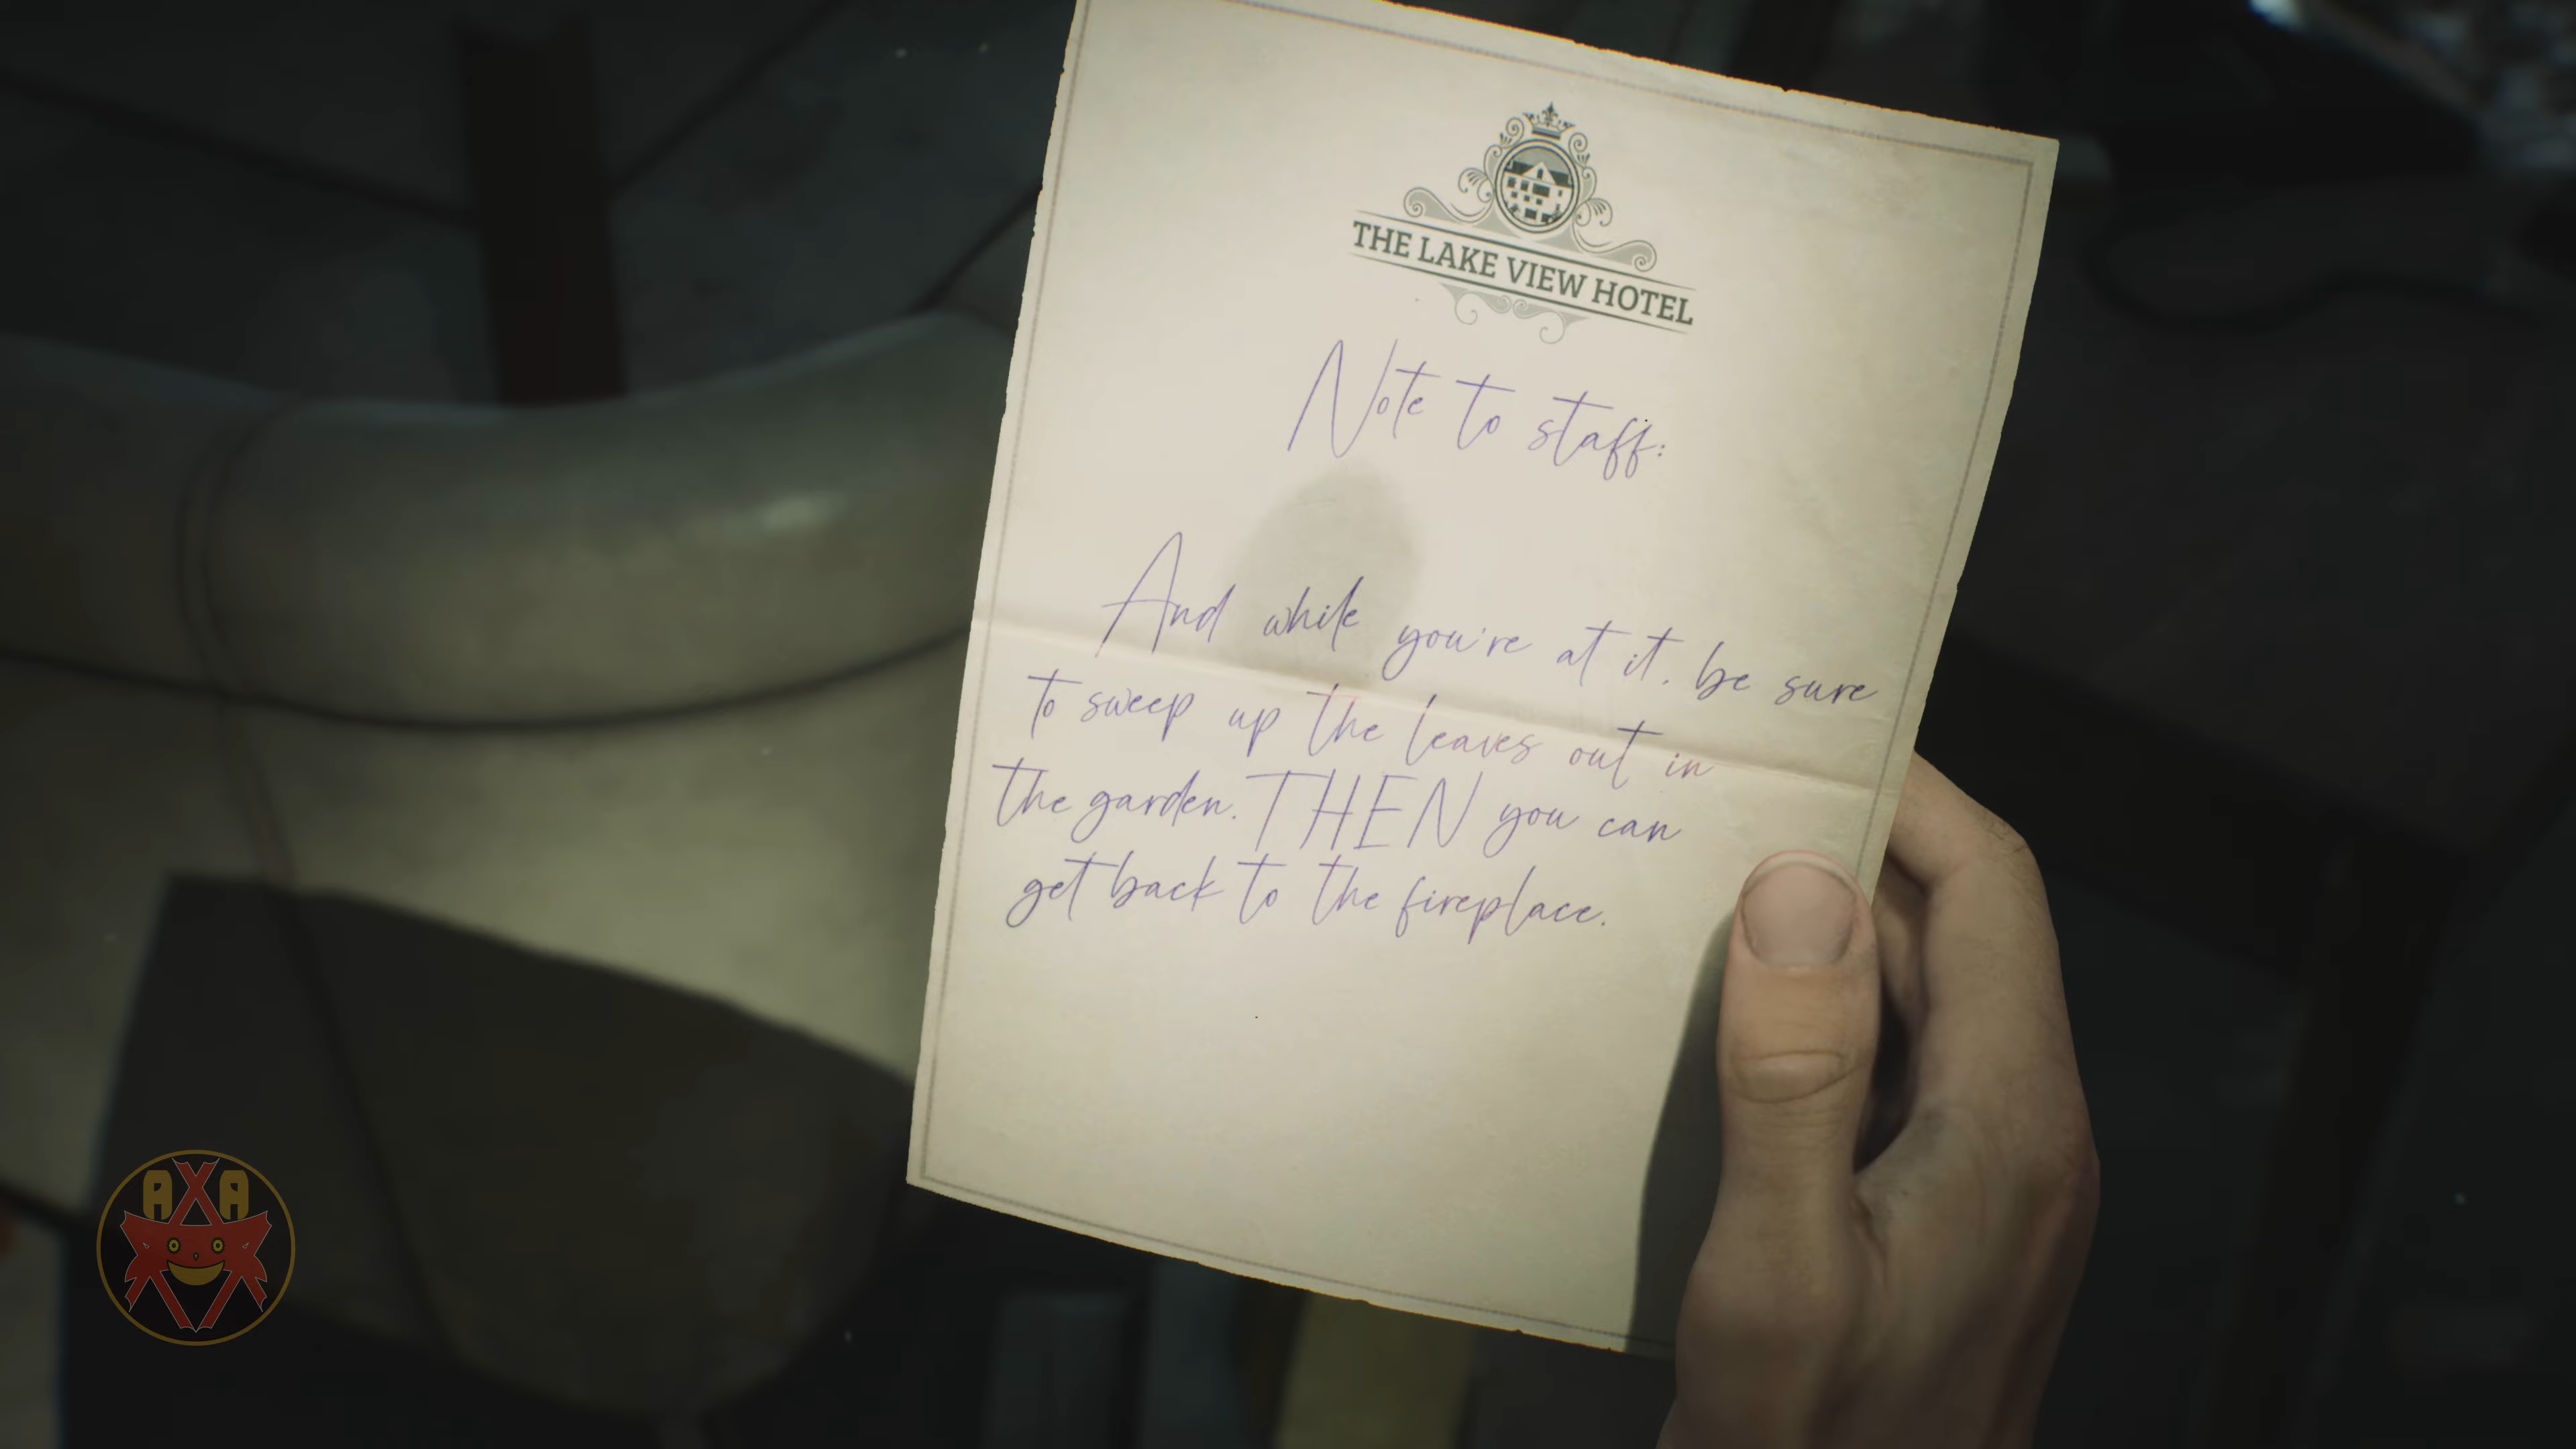 THE LAKE VIEW HOTEL
Note to staff:
And while you're at it, be sure
to sweep up the leaves out in
the garden. THEN you can
get back to the fireplace.
AXA